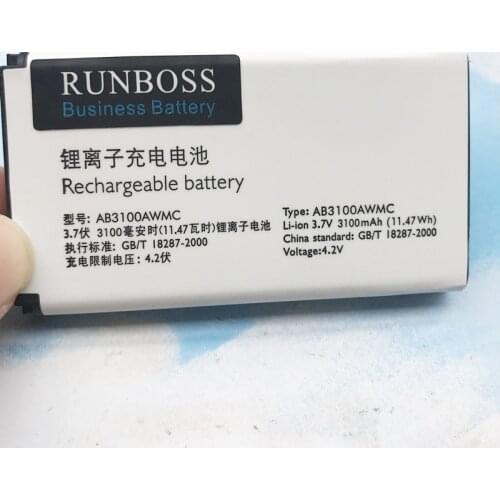 RUNBOSS
Business Battery
锂离子充电电池
Rechargeable battery
型号: AB3100AWMC
3.7伏 3100毫安时(11.47瓦时)锂离子电池
执行标准: GB/T 18287-2000
充电限制电压: 4.2伏
Type: AB3100AWMC
Li-ion 3.7V 3100mAh (11.47Wh)
China standard: GB/T 18287-2000
Voltage:4.2V